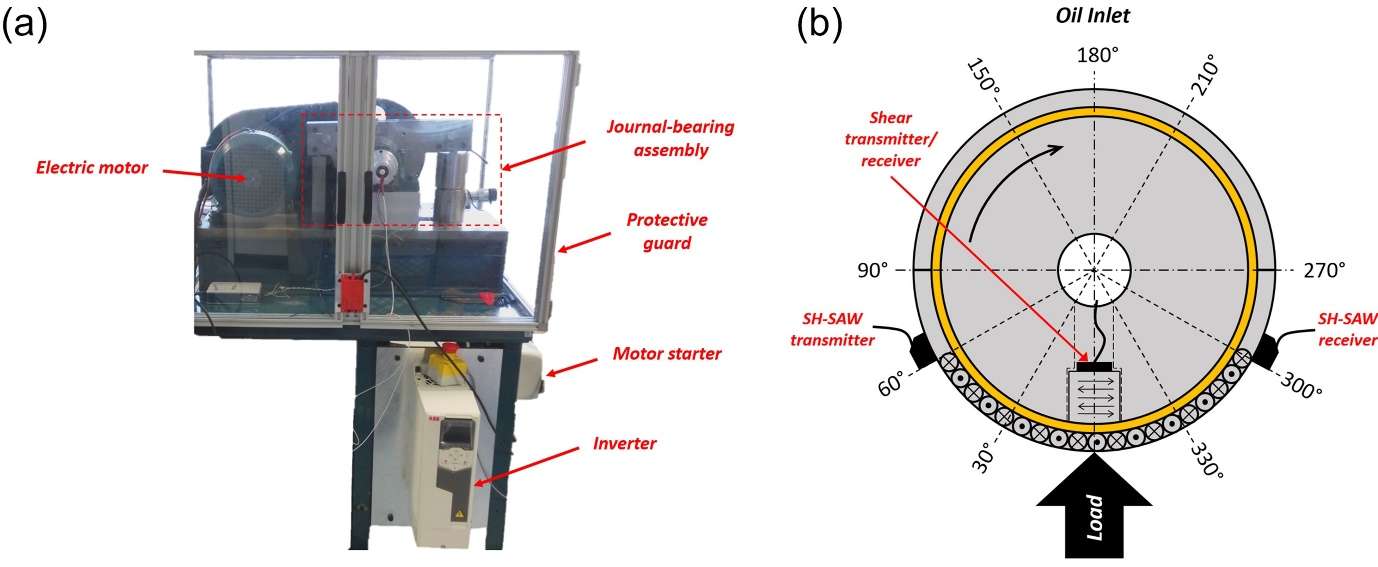 (a)
Electric motor
Journal-bearing
assembly
Protective
guard
Motor starter
Inverter
ABB
(b)
Oil Inlet
180°
150°
210°
Shear
transmitter/
receiver
90°
270°
SH-SAW
transmitter
SH-SAW
receiver
60°
300°
30°
330°
Load